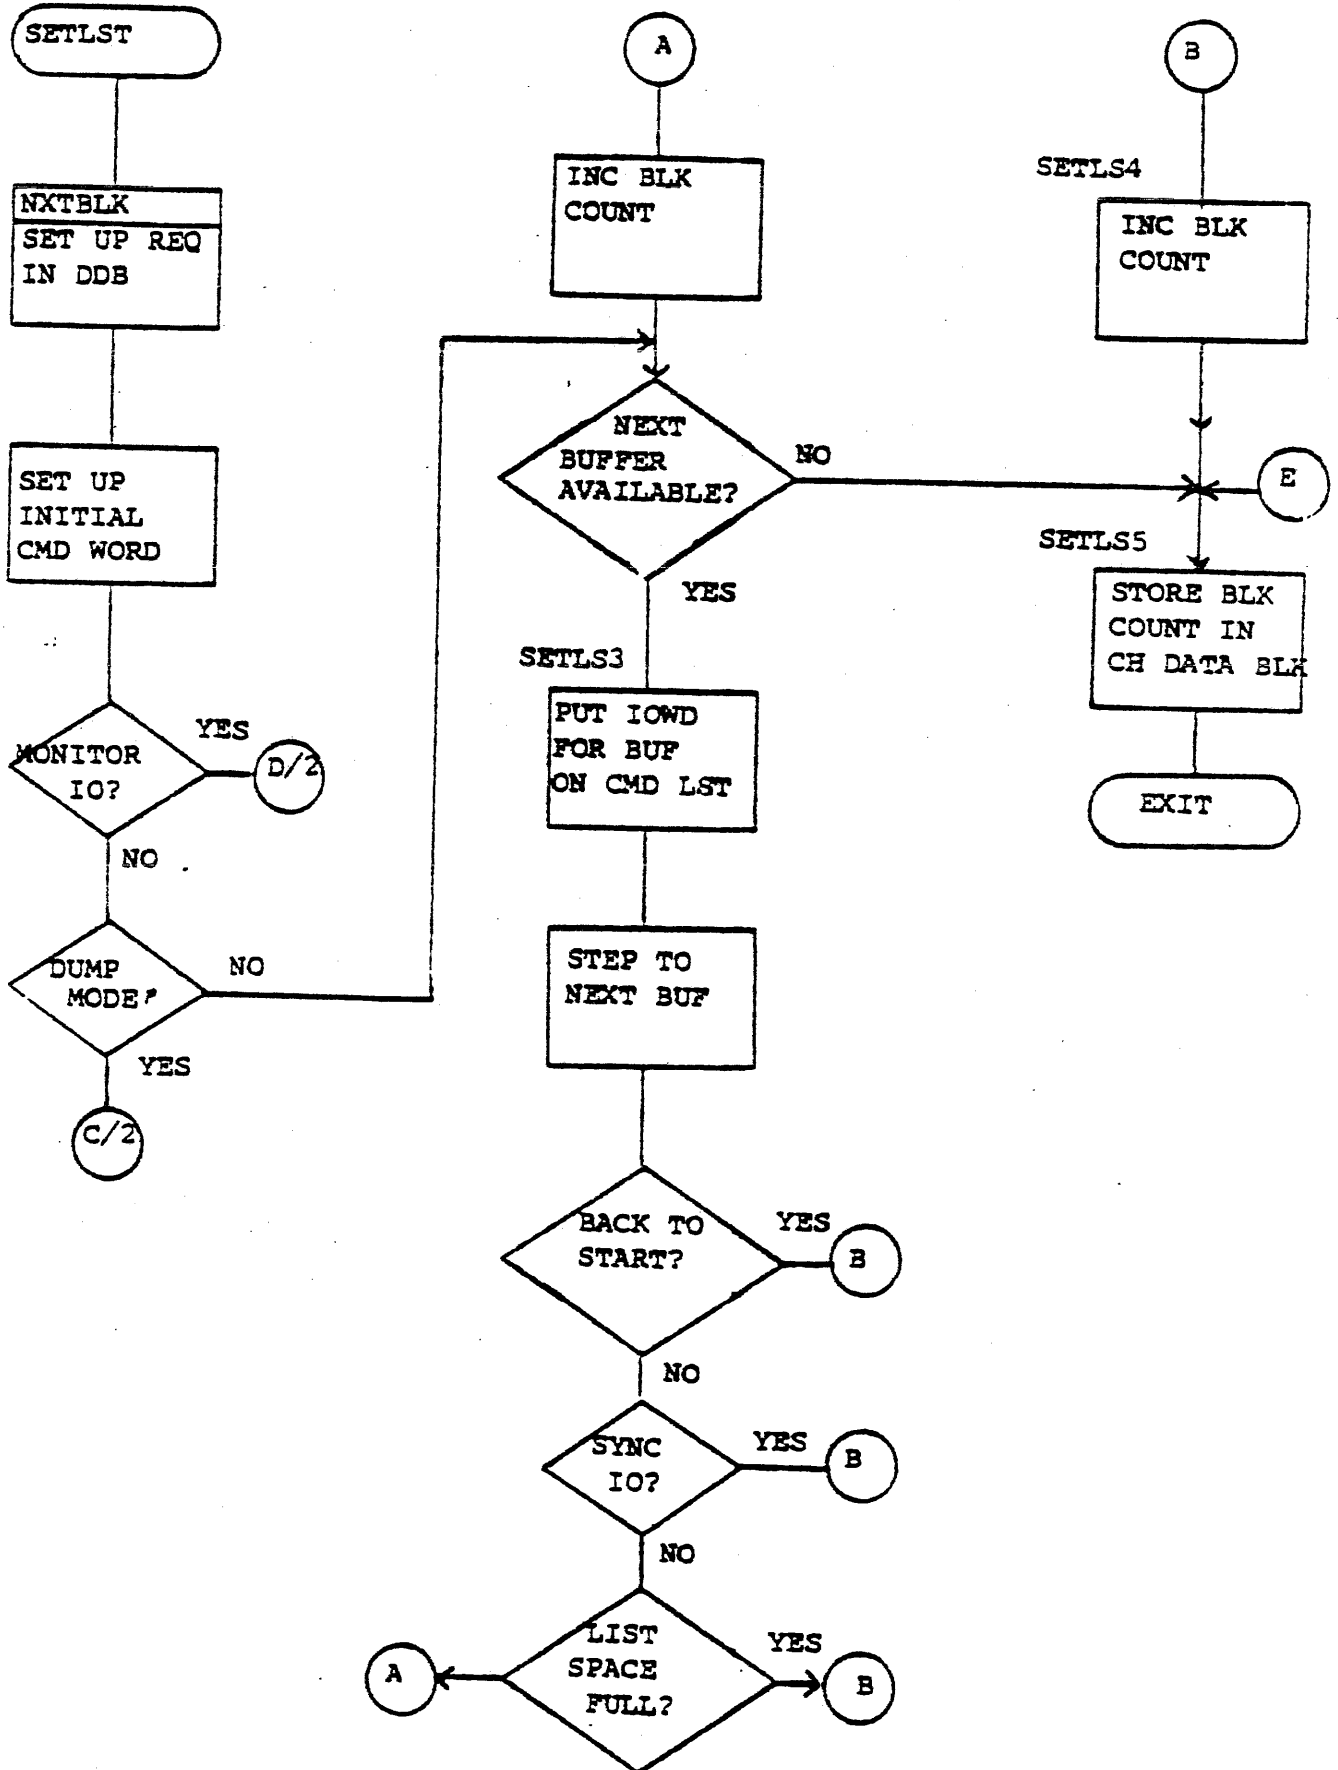 SETLST
NXTBLK
SET UP REQ
IN DDB
SET UP
INITIAL
CMD WORD
MONITOR
IO?
YES
D/2
NO
DUMP
MODE?
NO
YES
C/2
A
INC BLK
COUNT
NEXT
BUFFER
AVAILABLE?
NO
YES
SETLS3
PUT IOWD
FOR BUF
ON CMD LST
STEP TO
NEXT BUF
BACK TO
START?
YES
B
NO
SYNC
IO?
YES
B
NO
LIST
SPACE
FULL?
A
YES
B
B
SETLS4
INC BLK
COUNT
E
SETLS5
STORE BLK
COUNT IN
CH DATA BLK
EXIT